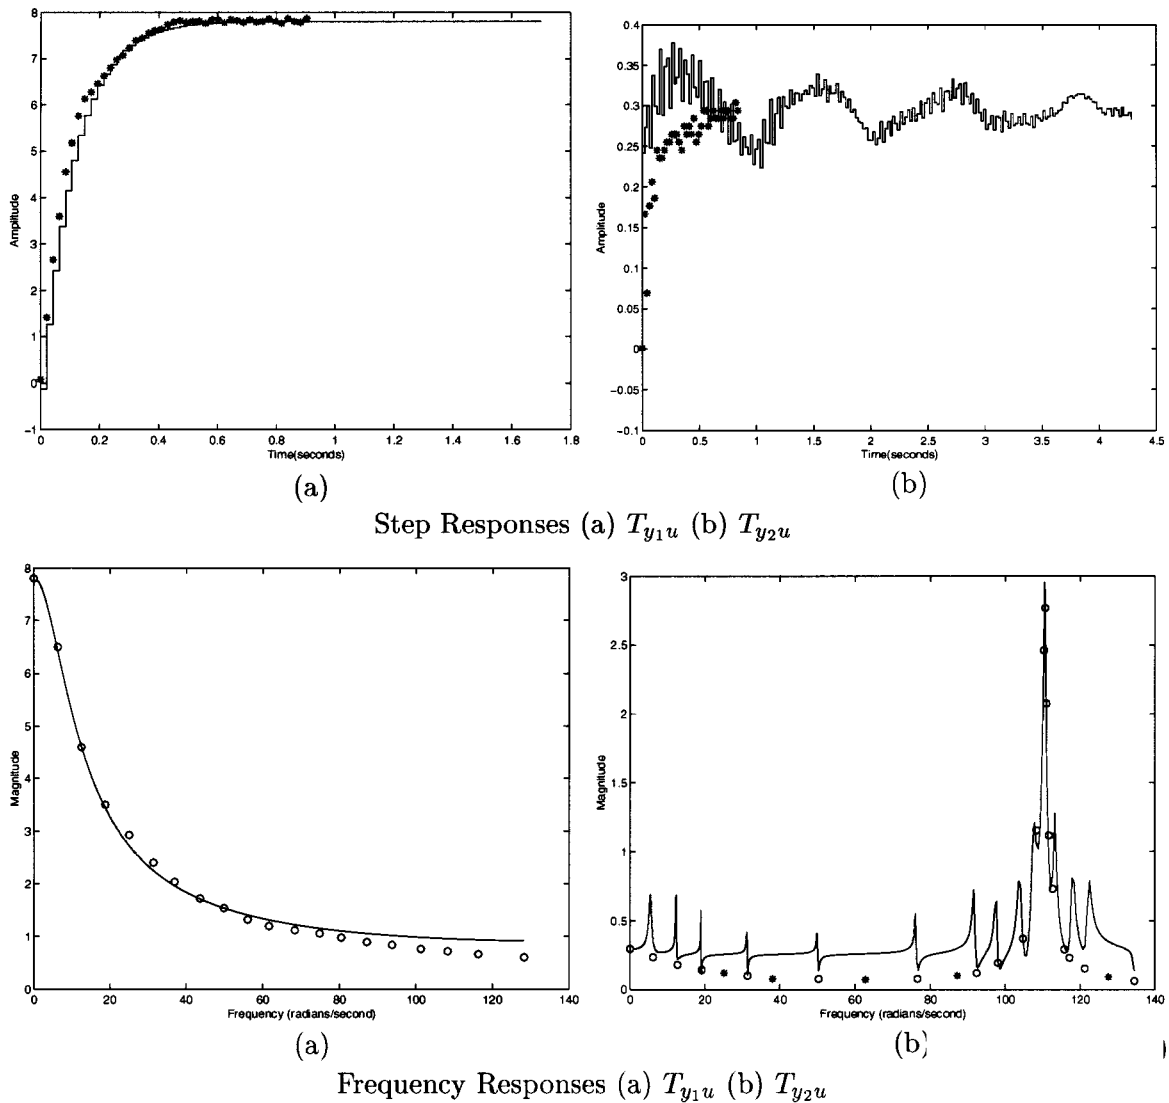 8
7
6
5
4
3
2
1
0
−1
Amplitude
0 0.2 0.4 0.6 0.8 1 1.2 1.4 1.6 1.8
Time(seconds)
(a)
0.4
0.35
0.3
0.25
0.2
0.15
0.1
0.05
0
−0.05
−0.1
Amplitude
0 0.5 1 1.5 2 2.5 3 3.5 4 4.5
Time(seconds)
(b)
Step Responses (a) T_{y_1u} (b) T_{y_2u}
8
7
6
5
4
3
2
1
0
Magnitude
0 20 40 60 80 100 120 140
Frequency (radians/second)
(a)
3
2.5
2
1.5
1
0.5
0
Magnitude
0 20 40 60 80 100 120 140
Frequency (radians/second)
(b)
Frequency Responses (a) T_{y_1u} (b) T_{y_2u}